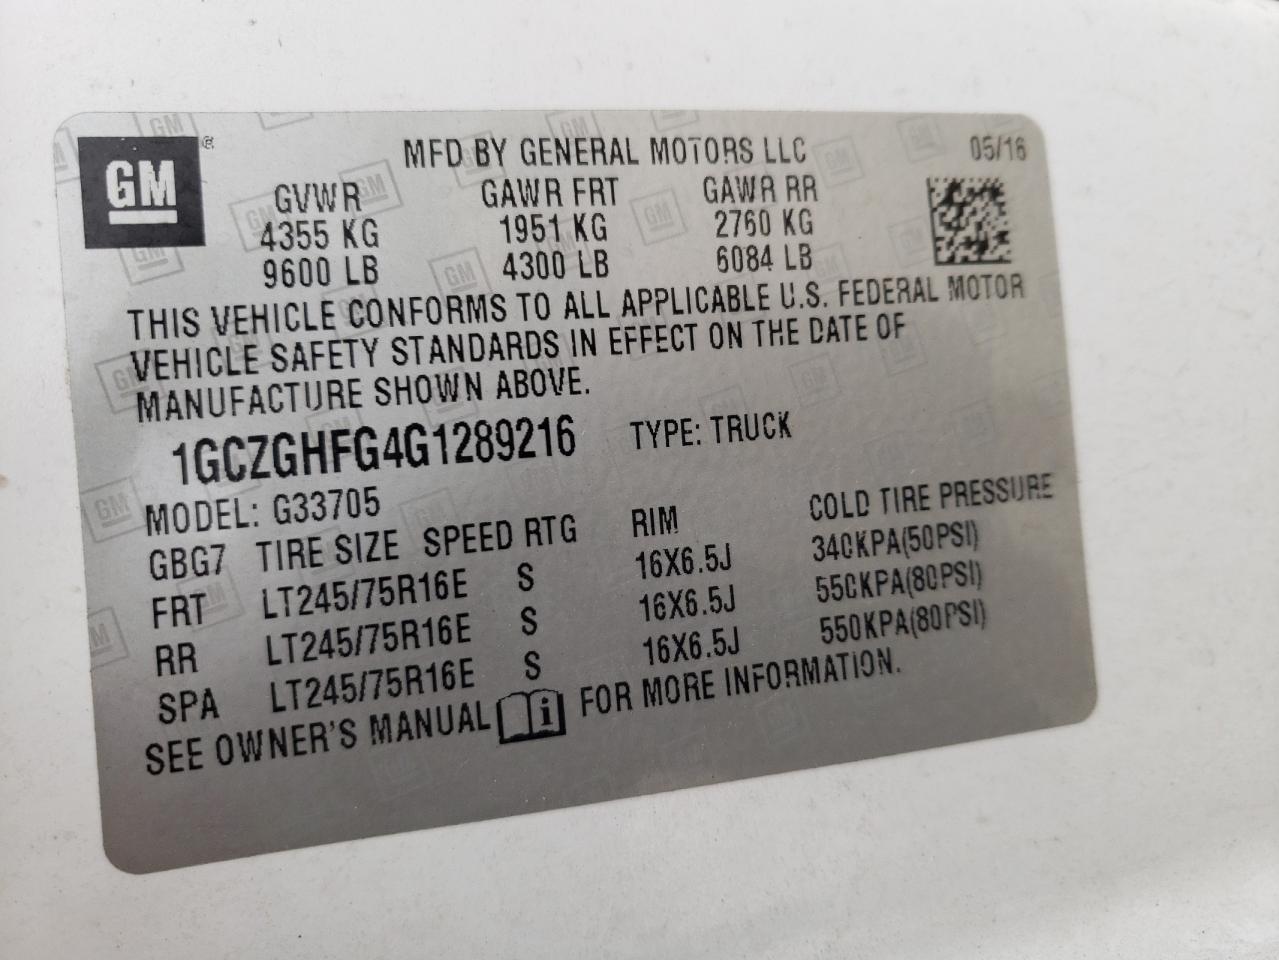 GM
MFD BY GENERAL MOTORS LLC 05/16
GVWR GAWR FRT GAWR RR
4355 KG 1951 KG 2760 KG
9600 LB 4300 LB 6084 LB
THIS VEHICLE CONFORMS TO ALL APPLICABLE U.S. FEDERAL MOTOR
VEHICLE SAFETY STANDARDS IN EFFECT ON THE DATE OF
MANUFACTURE SHOWN ABOVE.
1GCZGHFG4G1289216 TYPE: TRUCK
MODEL: G33705
GBG7 TIRE SIZE SPEED RTG RIM COLD TIRE PRESSURE
FRT LT245/75R16E S 16X6.5J 340KPA(50PSI)
RR LT245/75R16E S 16X6.5J 550KPA(80PSI)
SPA LT245/75R16E S 16X6.5J 550KPA(80PSI)
SEE OWNER'S MANUAL i FOR MORE INFORMATION.